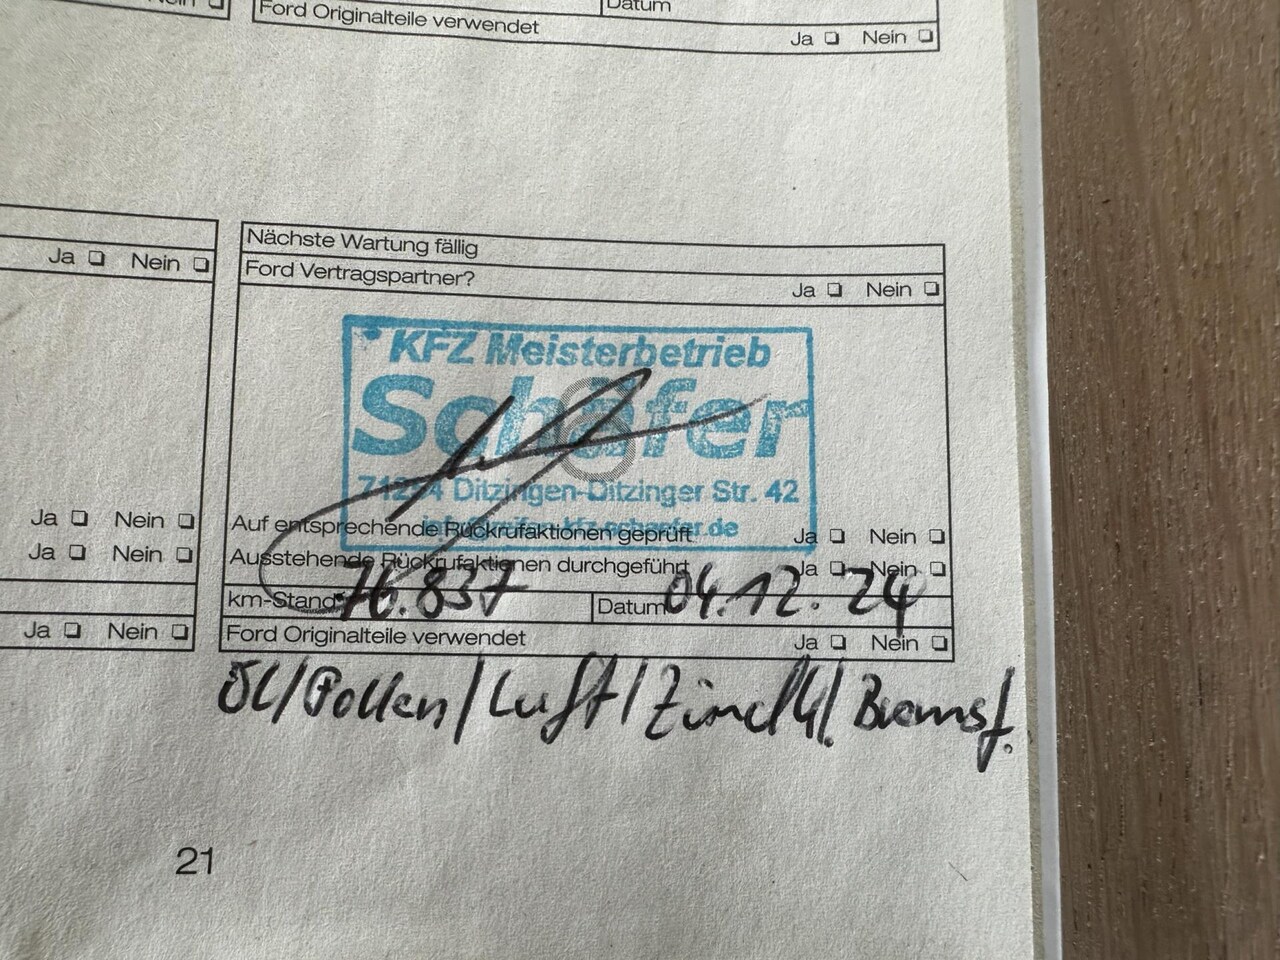 Nein
Ford Originalteile verwendet
Datum
Ja Nein
Ja Nein
Ja Nein
Ja Nein
Ja Nein
Nächste Wartung fällig
Ford Vertragspartner?
Ja Nein
KFZ Meisterbetrieb
Schäfer
71254 Ditzingen-Ditzinger Str. 42
Auf entsprechende Rückrufaktionen geprüft Ja Nein
Ausstehende Rückrufaktionen durchgeführt Ja Nein
km-Stand 76.837 Datum 04.12.24
Ford Originalteile verwendet Ja Nein
Öl/Pollen/Luft/Zündk/Bremsf.
21